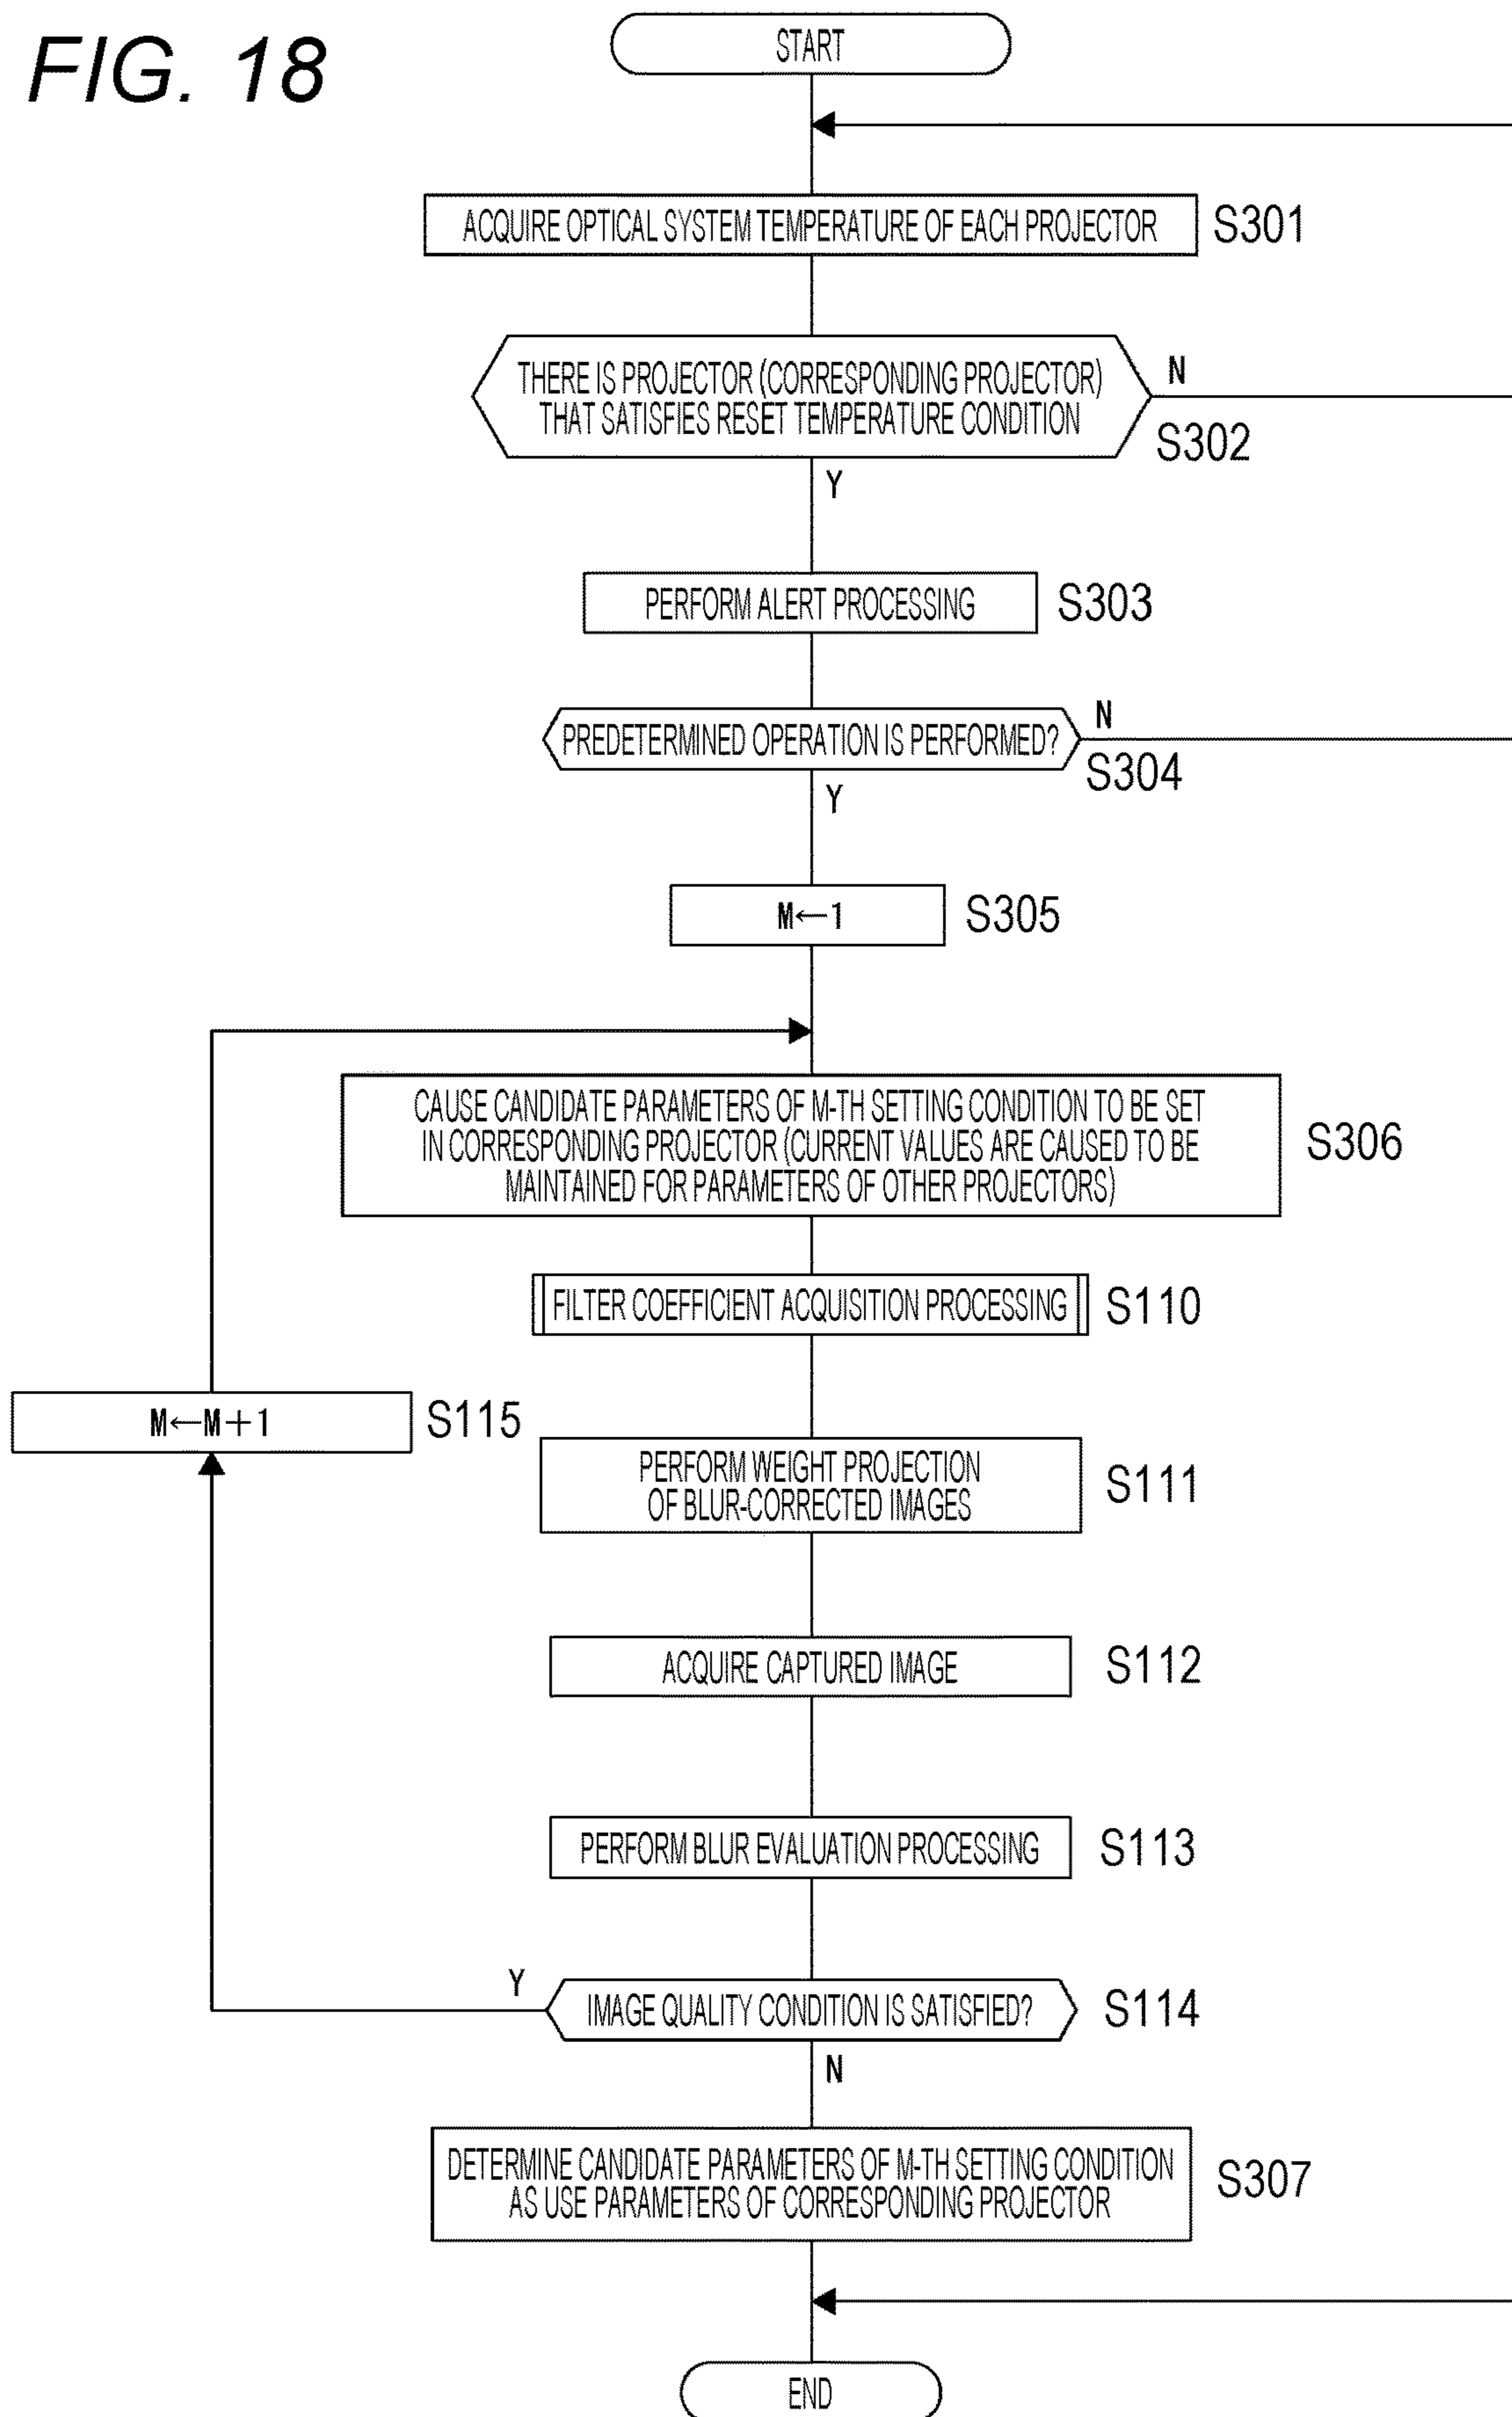 FIG. 18
START
ACQUIRE OPTICAL SYSTEM TEMPERATURE OF EACH PROJECTOR
S301
THERE IS PROJECTOR (CORRESPONDING PROJECTOR)
THAT SATISFIES RESET TEMPERATURE CONDITION
N
S302
Y
PERFORM ALERT PROCESSING
S303
PREDETERMINED OPERATION IS PERFORMED?
N
S304
Y
M←1
S305
CAUSE CANDIDATE PARAMETERS OF M-TH SETTING CONDITION TO BE SET
IN CORRESPONDING PROJECTOR (CURRENT VALUES ARE CAUSED TO BE
MAINTAINED FOR PARAMETERS OF OTHER PROJECTORS)
S306
FILTER COEFFICIENT ACQUISITION PROCESSING
S110
M←M+1
S115
PERFORM WEIGHT PROJECTION
OF BLUR-CORRECTED IMAGES
S111
ACQUIRE CAPTURED IMAGE
S112
PERFORM BLUR EVALUATION PROCESSING
S113
Y
IMAGE QUALITY CONDITION IS SATISFIED?
S114
N
DETERMINE CANDIDATE PARAMETERS OF M-TH SETTING CONDITION
AS USE PARAMETERS OF CORRESPONDING PROJECTOR
S307
END